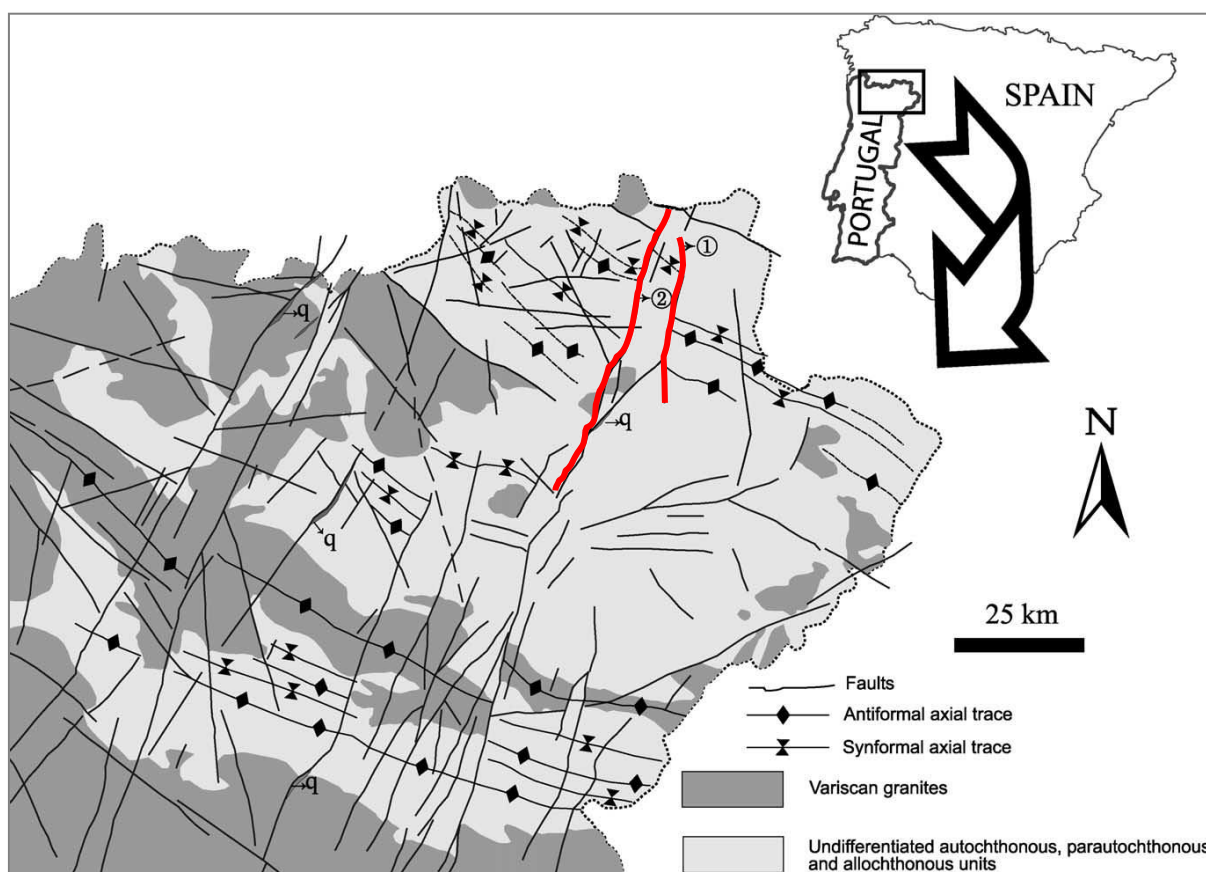 SPAIN
PORTUGAL
①
②
q
q
q
q
N
25 km
Faults
Antiformal axial trace
Synformal axial trace
Variscan granites
Undifferentiated autochthonous, parautochthonous
and allochthonous units